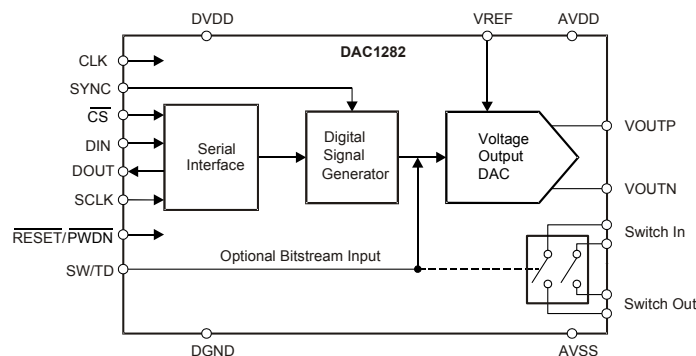 DVDD
VREF
AVDD
DAC1282
CLK
SYNC
CS
DIN
DOUT
SCLK
RESET/PWDN
SW/TD
Serial
Interface
Digital
Signal
Generator
Voltage
Output
DAC
VOUTP
VOUTN
Switch In
Optional Bitstream Input
Switch Out
DGND
AVSS